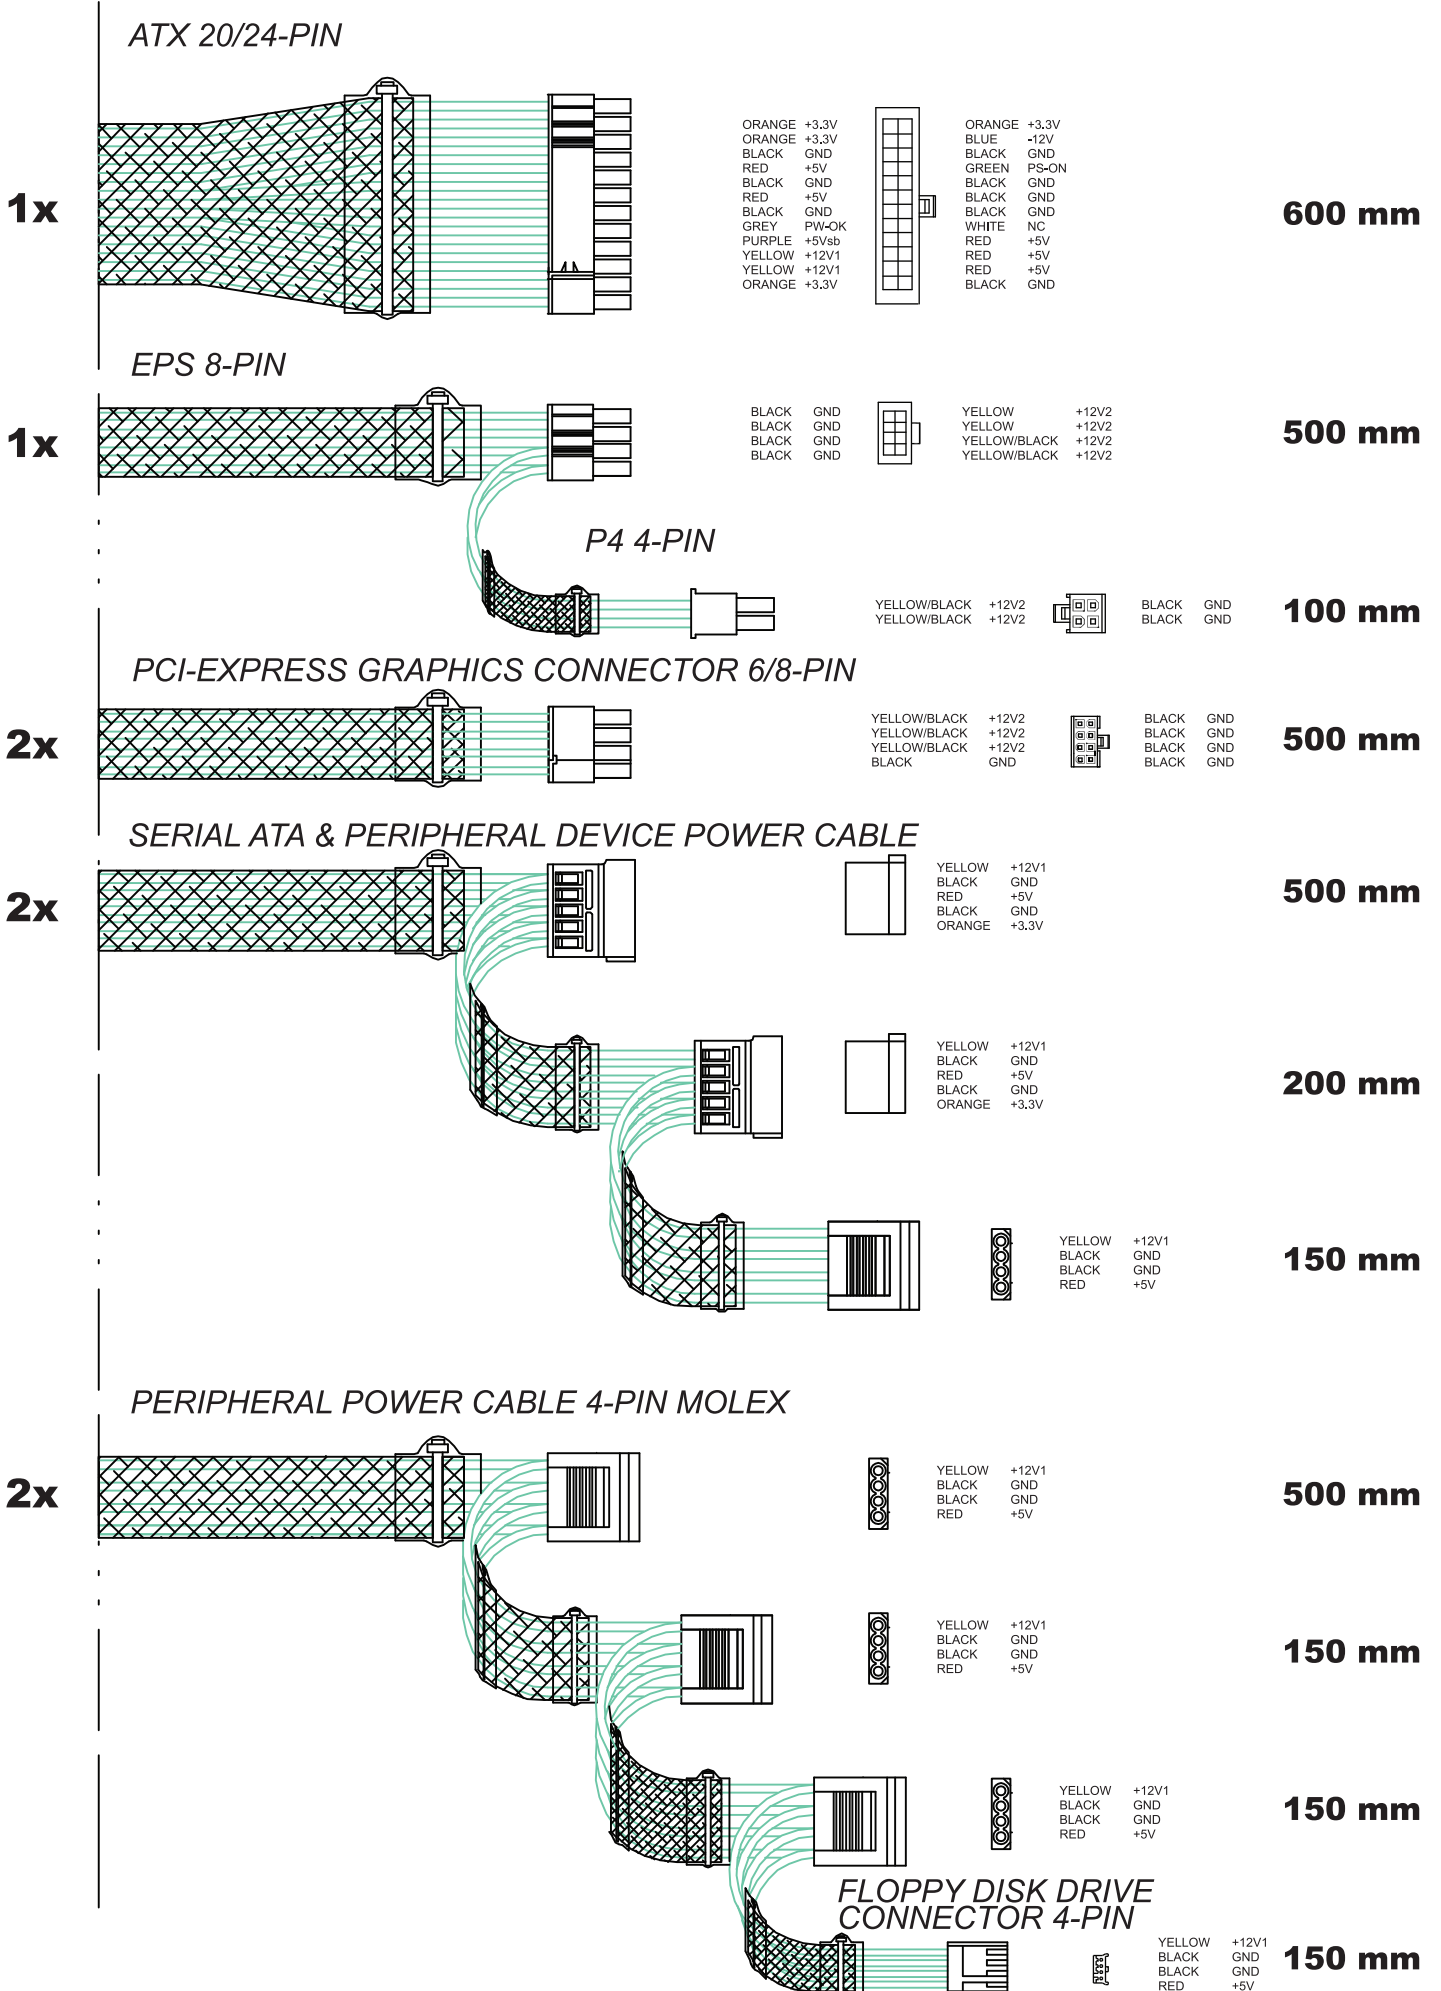 ATX 20/24-PIN
1x
ORANGE +3.3V ORANGE +3.3V
ORANGE +3.3V BLUE -12V
BLACK GND BLACK GND
RED +5V GREEN PS-ON
BLACK GND BLACK GND
RED +5V BLACK GND
BLACK GND BLACK GND
GREY PW-OK WHITE NC
PURPLE +5Vsb RED +5V
YELLOW +12V1 RED +5V
YELLOW +12V1 RED +5V
ORANGE +3.3V BLACK GND
600 mm
EPS 8-PIN
1x
BLACK GND YELLOW +12V2
BLACK GND YELLOW +12V2
BLACK GND YELLOW/BLACK +12V2
BLACK GND YELLOW/BLACK +12V2
500 mm
P4 4-PIN
YELLOW/BLACK +12V2 BLACK GND
YELLOW/BLACK +12V2 BLACK GND
100 mm
PCI-EXPRESS GRAPHICS CONNECTOR 6/8-PIN
2x
YELLOW/BLACK +12V2 BLACK GND
YELLOW/BLACK +12V2 BLACK GND
YELLOW/BLACK +12V2 BLACK GND
BLACK GND BLACK GND
500 mm
SERIAL ATA & PERIPHERAL DEVICE POWER CABLE
2x
YELLOW +12V1
BLACK GND
RED +5V
BLACK GND
ORANGE +3.3V
500 mm
YELLOW +12V1
BLACK GND
RED +5V
BLACK GND
ORANGE +3.3V
200 mm
YELLOW +12V1
BLACK GND
BLACK GND
RED +5V
150 mm
PERIPHERAL POWER CABLE 4-PIN MOLEX
2x
YELLOW +12V1
BLACK GND
BLACK GND
RED +5V
500 mm
YELLOW +12V1
BLACK GND
BLACK GND
RED +5V
150 mm
YELLOW +12V1
BLACK GND
BLACK GND
RED +5V
150 mm
FLOPPY DISK DRIVE
CONNECTOR 4-PIN
YELLOW +12V1
BLACK GND
BLACK GND
RED +5V
150 mm